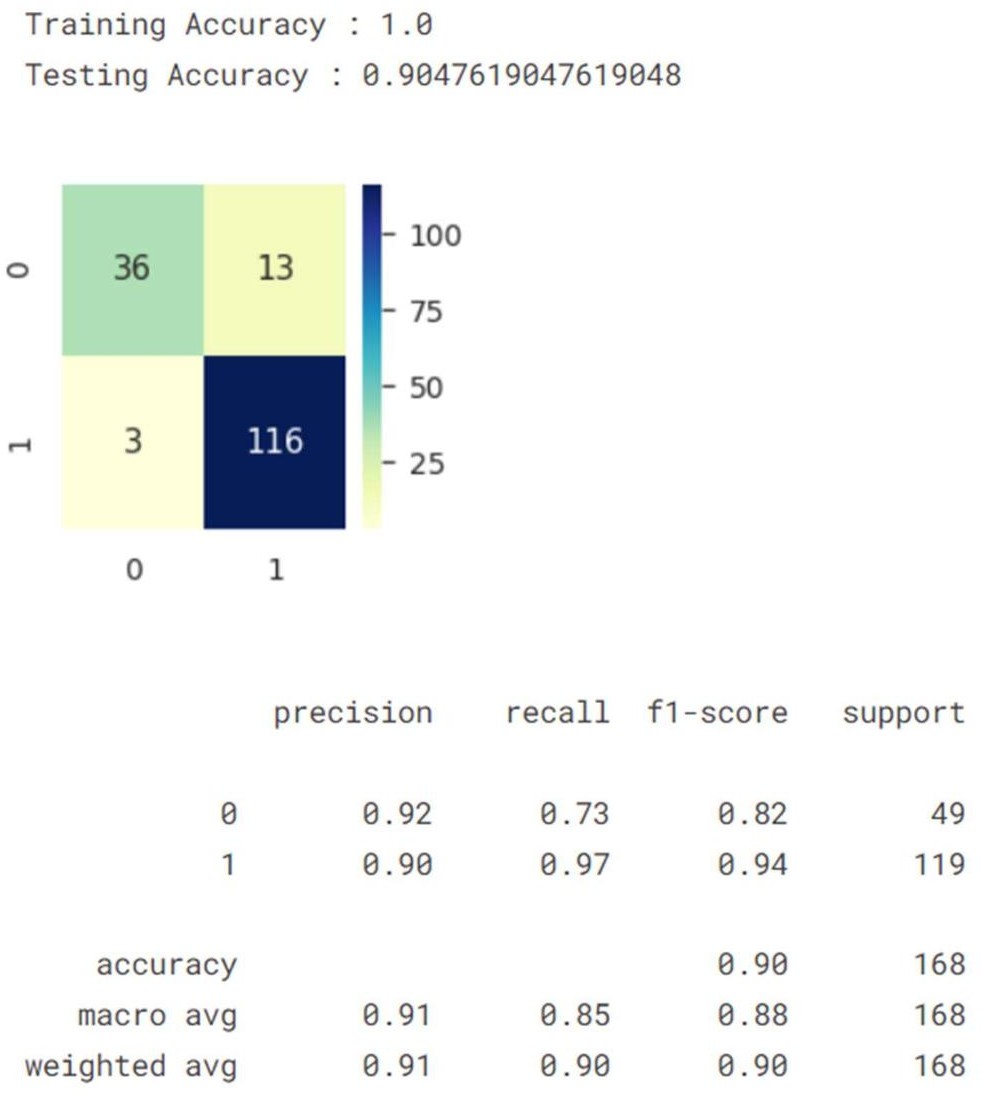 Training Accuracy : 1.0
Testing Accuracy : 0.9047619047619048
0 36 13
1 3 116
0 1
100
75
50
25
precision recall f1-score support
0 0.92 0.73 0.82 49
1 0.90 0.97 0.94 119
accuracy 0.90 168
macro avg 0.91 0.85 0.88 168
weighted avg 0.91 0.90 0.90 168